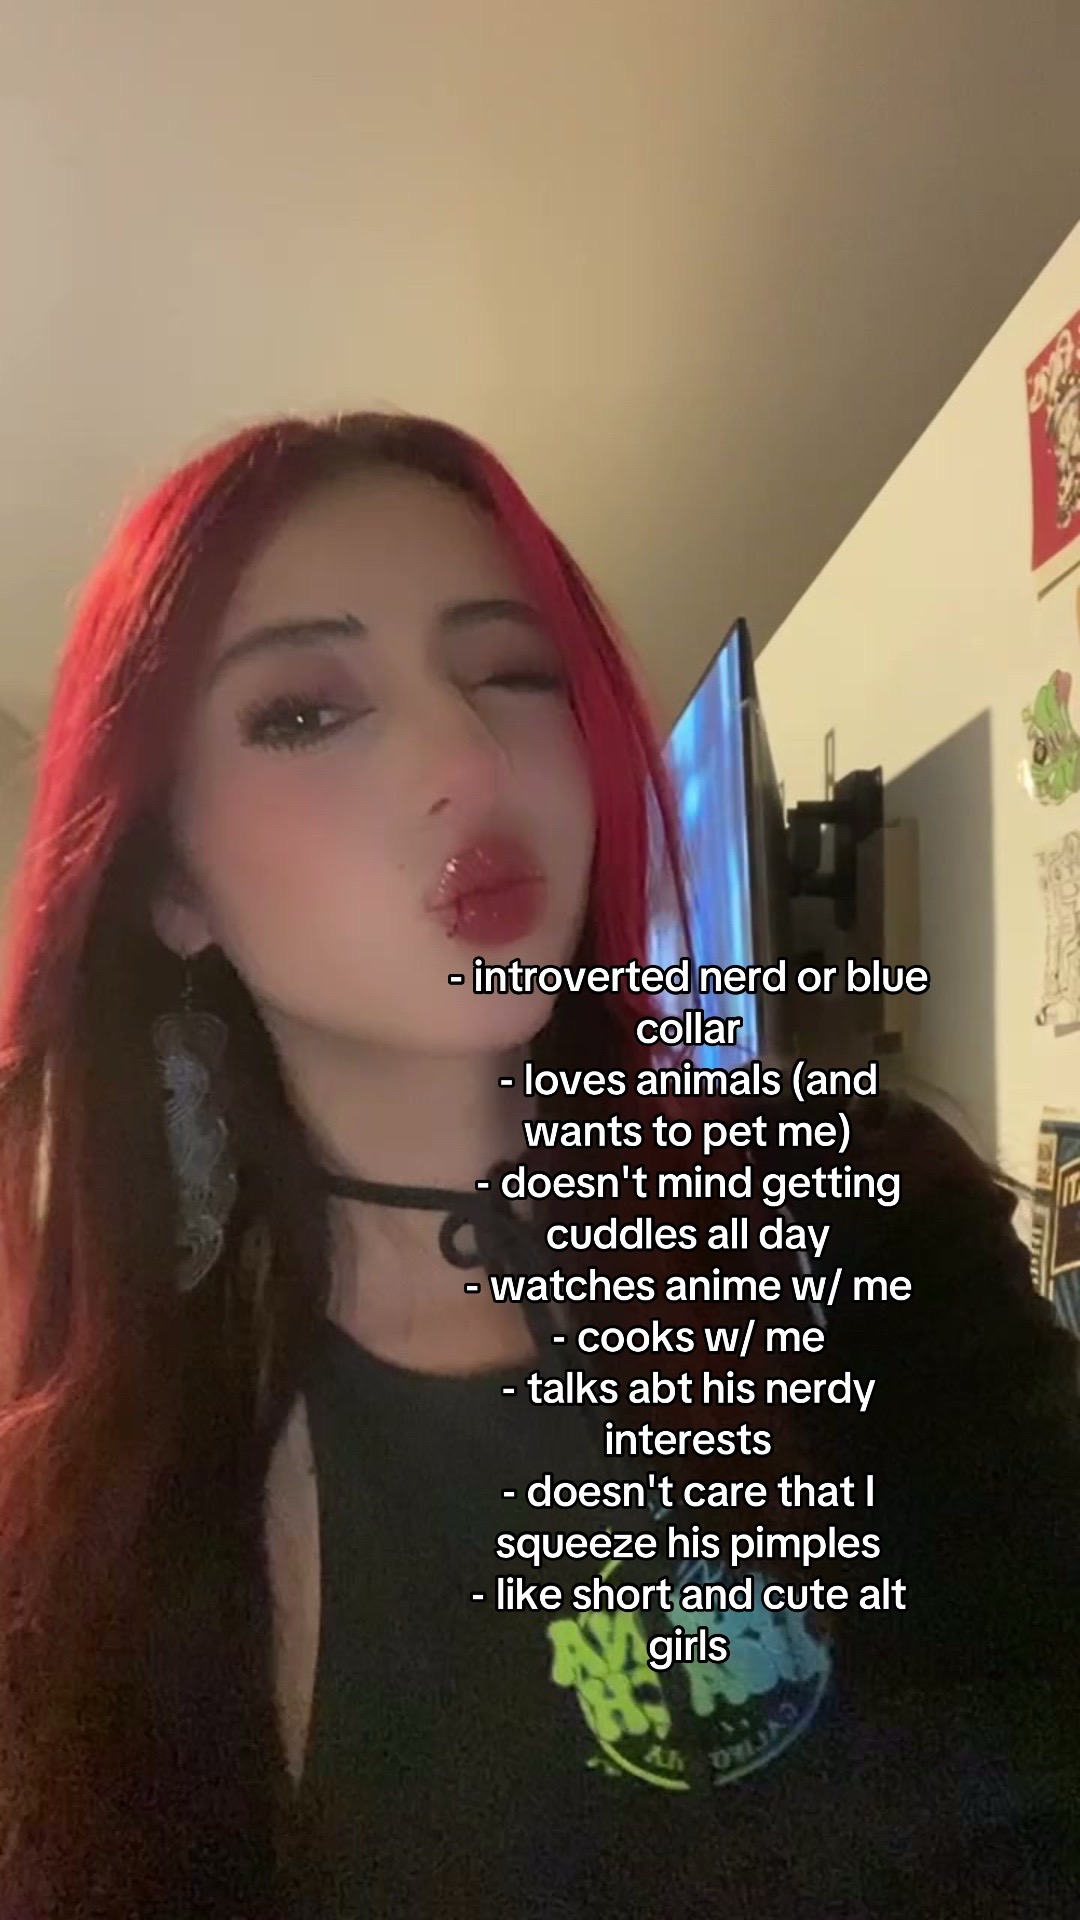 - introverted nerd or blue
collar
- loves animals (and
wants to pet me)
- doesn't mind getting
cuddles all day
- watches anime w/ me
- cooks w/ me
- talks abt his nerdy
interests
- doesn't care that I
squeeze his pimples
- like short and cute alt
girls